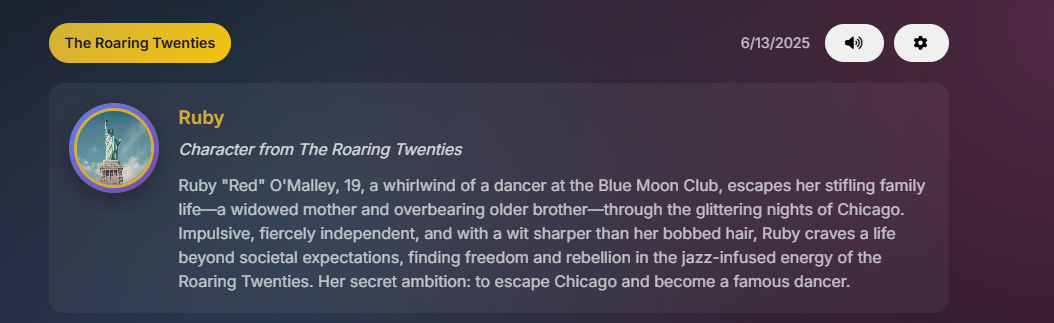 The Roaring Twenties
6/13/2025
Ruby
Character from The Roaring Twenties
Ruby "Red" O'Malley, 19, a whirlwind of a dancer at the Blue Moon Club, escapes her stifling family
life—a widowed mother and overbearing older brother—through the glittering nights of Chicago.
Impulsive, fiercely independent, and with a wit sharper than her bobbed hair, Ruby craves a life
beyond societal expectations, finding freedom and rebellion in the jazz-infused energy of the
Roaring Twenties. Her secret ambition: to escape Chicago and become a famous dancer.